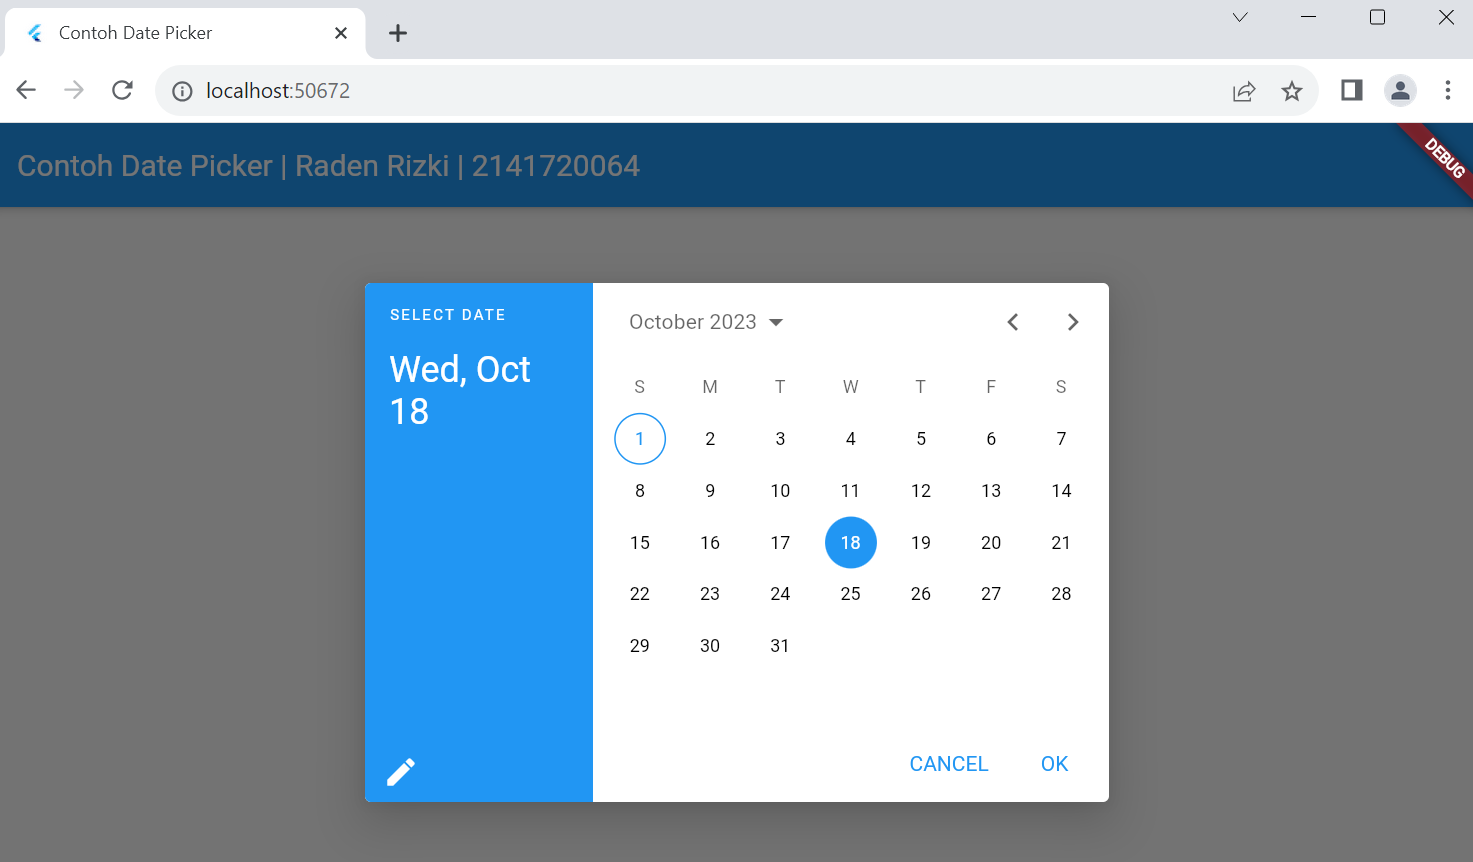 Contoh Date Picker
localhost:50672
Contoh Date Picker | Raden Rizki | 2141720064
DEBUG
SELECT DATE
Wed, Oct
18
October 2023
S M T W T F S
1 2 3 4 5 6 7
8 9 10 11 12 13 14
15 16 17 18 19 20 21
22 23 24 25 26 27 28
29 30 31
CANCEL OK